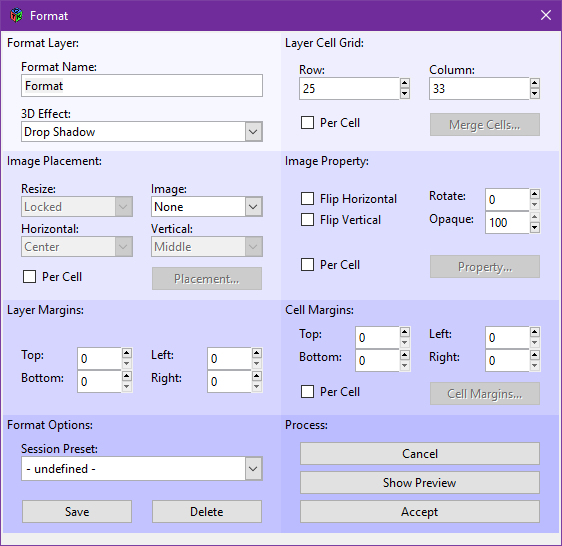 Format
Format Layer:
Format Name:
Format
3D Effect:
Drop Shadow
Layer Cell Grid:
Row:
Column:
25
33
Per Cell
Merge Cells...
Image Placement:
Resize:
Image:
Locked
None
Horizontal:
Vertical:
Center
Middle
Per Cell
Placement...
Image Property:
Flip Horizontal
Rotate:
0
Flip Vertical
Opaque:
100
Per Cell
Property...
Layer Margins:
Top:
0
Left:
0
Bottom:
0
Right:
0
Cell Margins:
Top:
0
Left:
0
Bottom:
0
Right:
0
Per Cell
Cell Margins...
Format Options:
Session Preset:
- undefined -
Save
Delete
Process:
Cancel
Show Preview
Accept